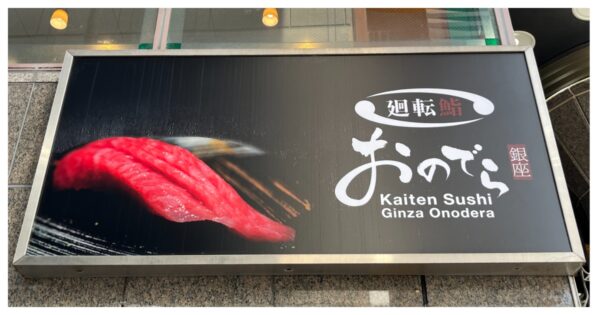 廻転鮨
おのでら
銀座
Kaiten Sushi
Ginza Onodera